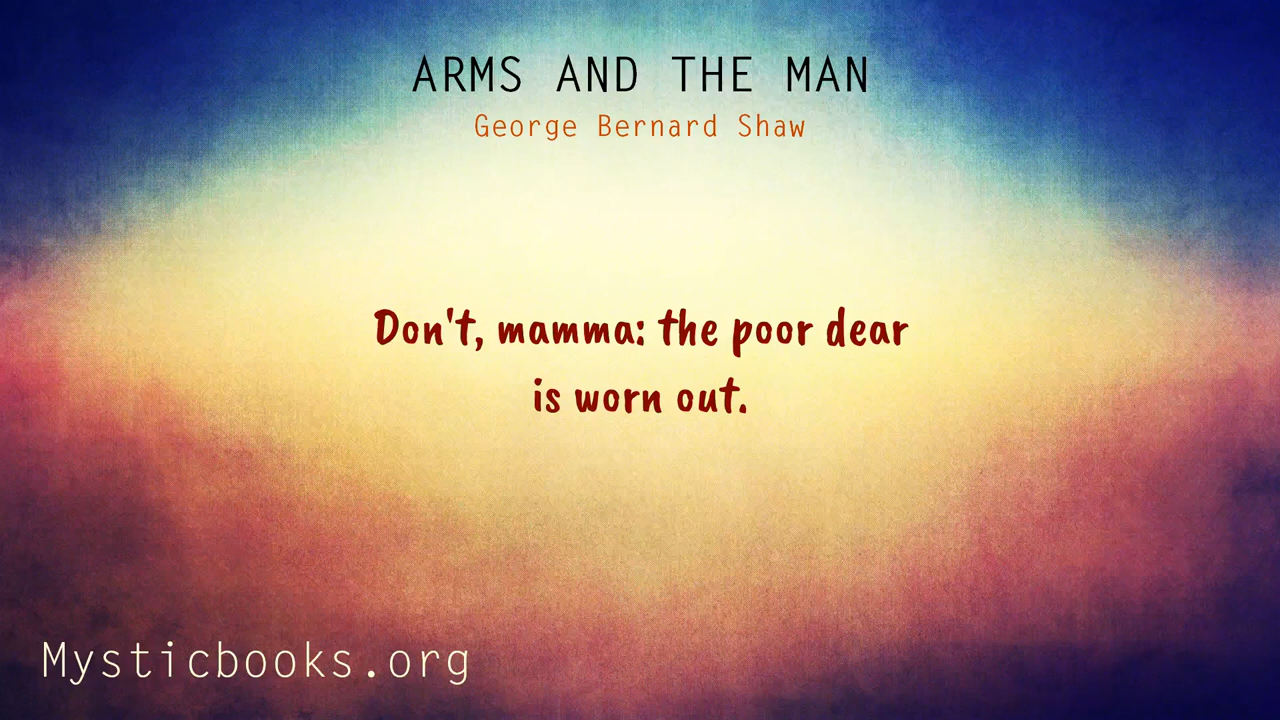 ARMS AND THE MAN
George Bernard Shaw
Don't, mamma: the poor dear
is worn out.
Mysticbooks.org